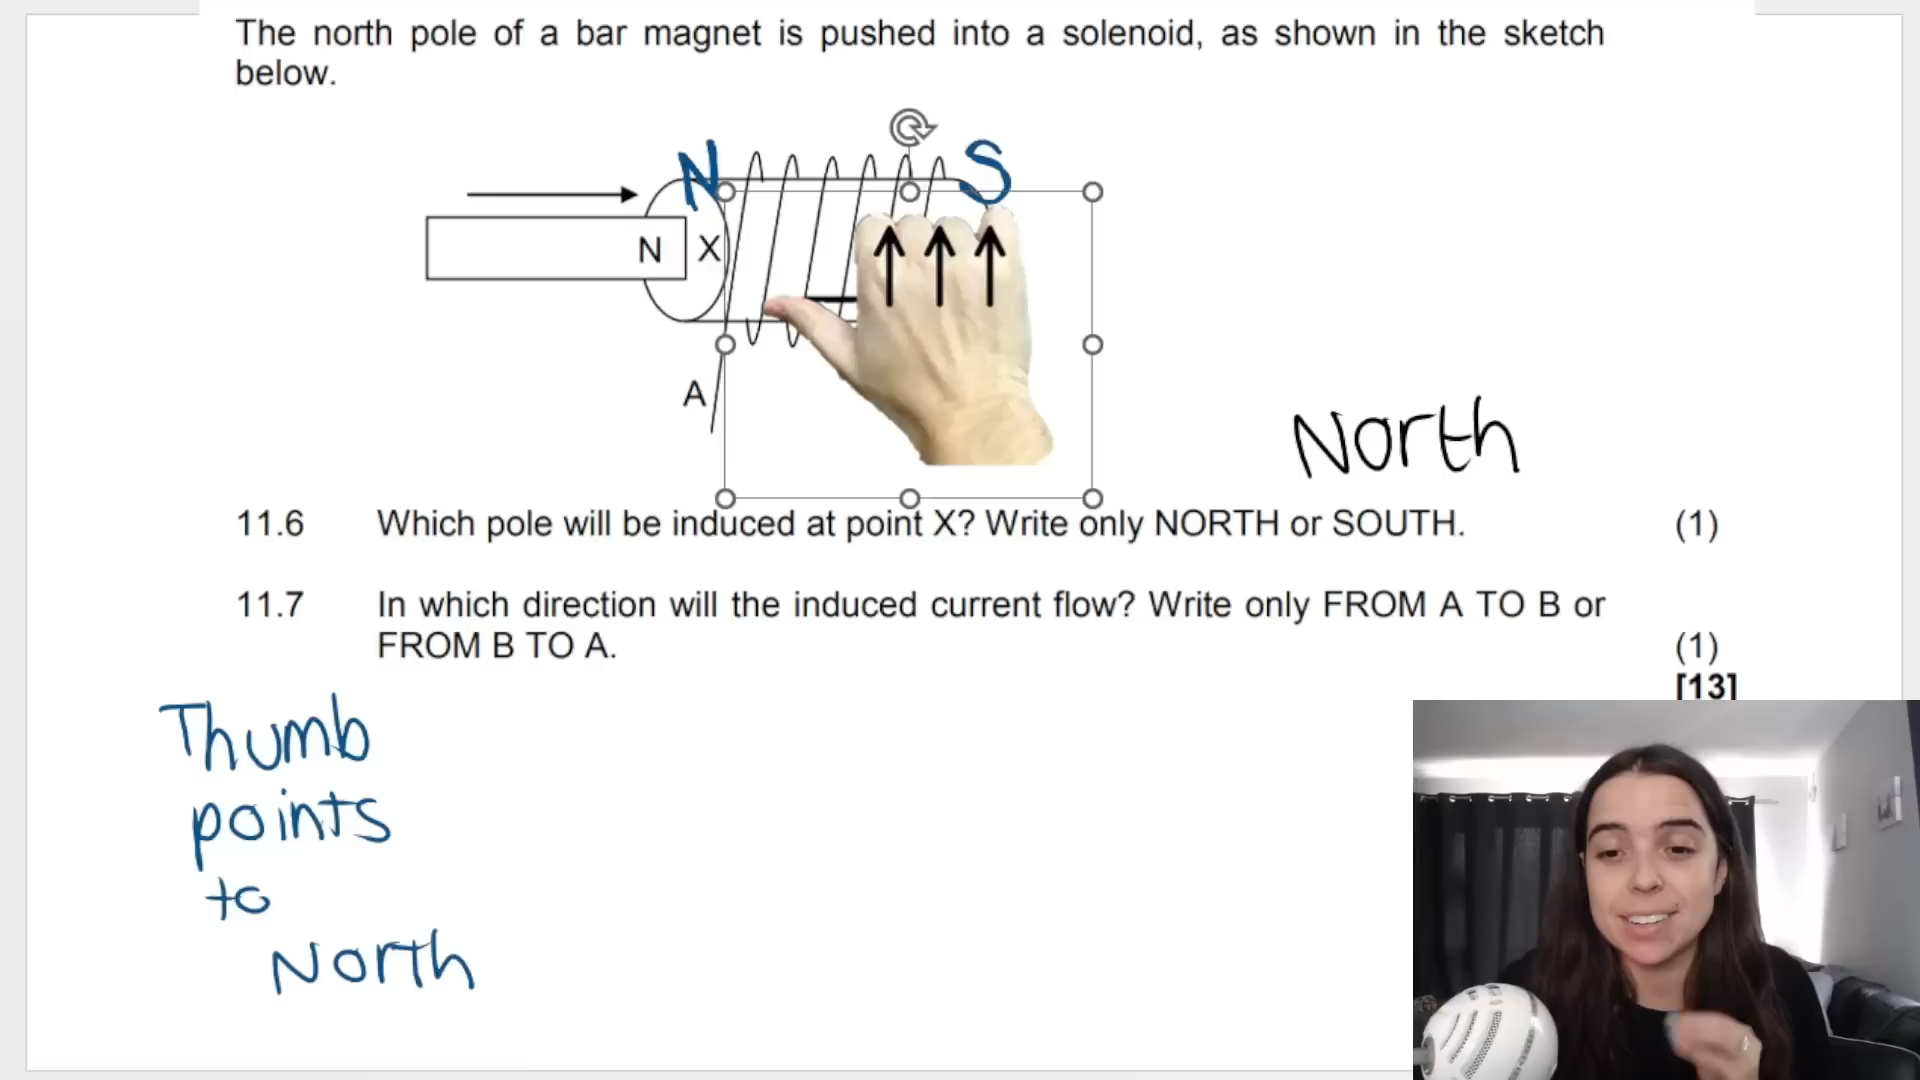 The north pole of a bar magnet is pushed into a solenoid, as shown in the sketch
below.
N
S
N
X
A
North
11.6 Which pole will be induced at point X? Write only NORTH or SOUTH. (1)
11.7 In which direction will the induced current flow? Write only FROM A TO B or
FROM B TO A. (1)
[13]
Thumb
points
to
North